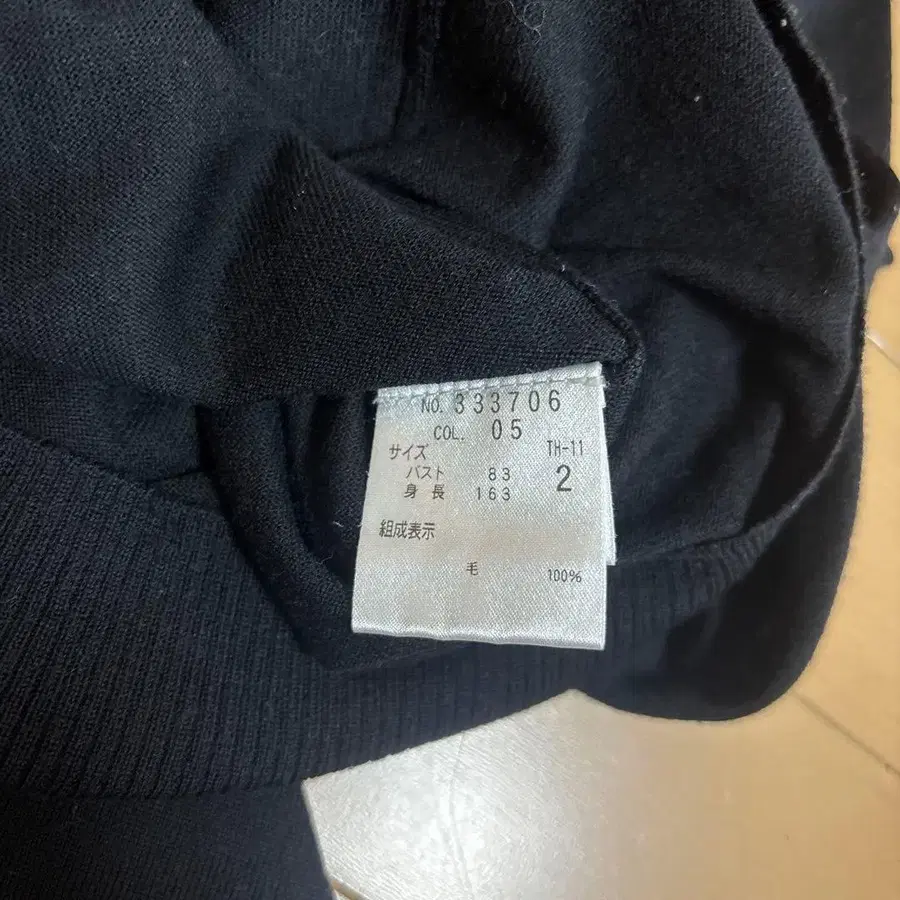 NO. 333706
COL. 05
サイズ TH-11
バスト 83 2
身長 163
組成表示
毛 100%